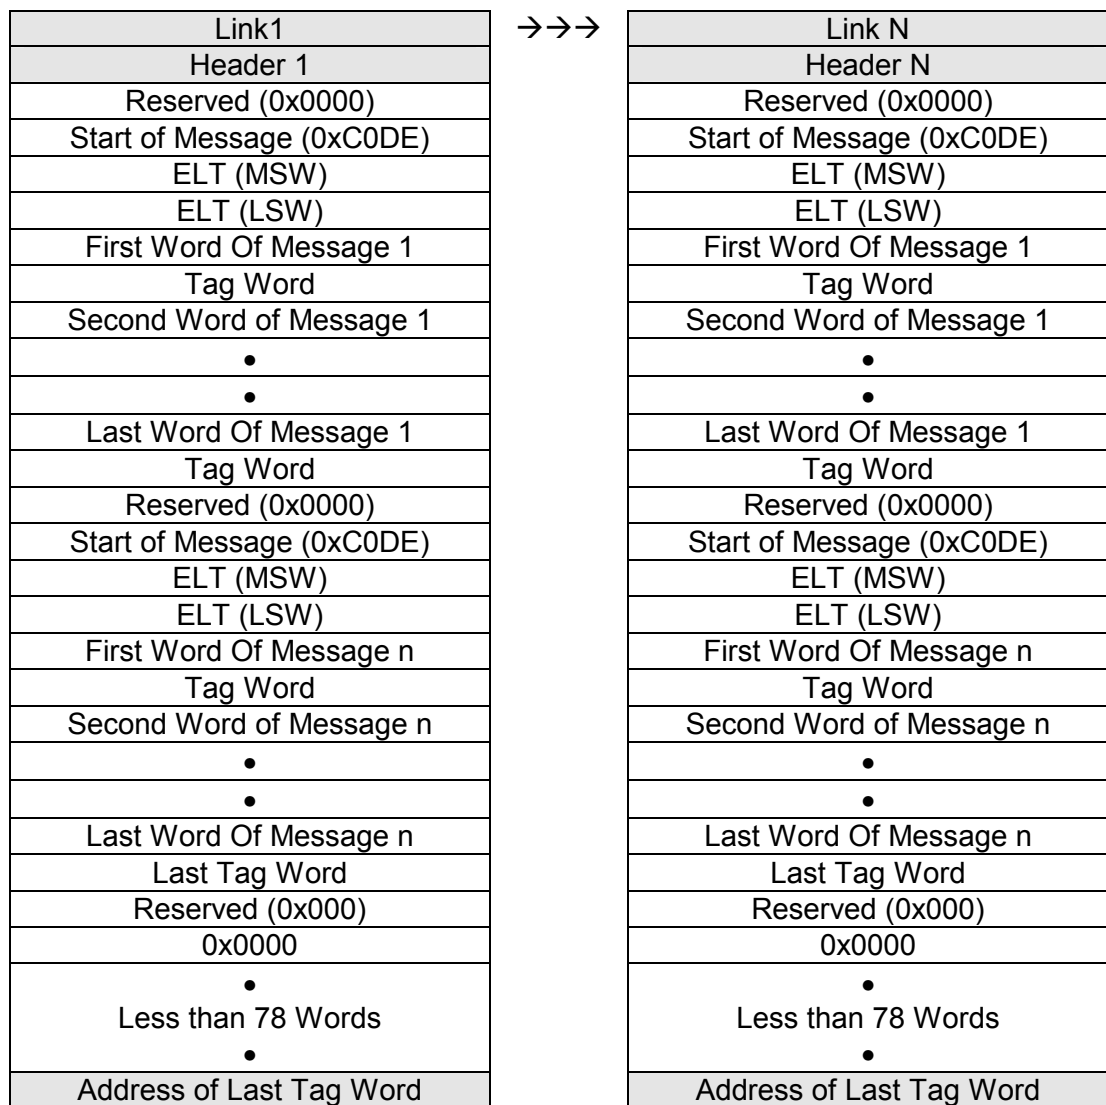 Link1
Header 1
Reserved (0x0000)
Start of Message (0xC0DE)
ELT (MSW)
ELT (LSW)
First Word Of Message 1
Tag Word
Second Word of Message 1
•
•
Last Word Of Message 1
Tag Word
Reserved (0x0000)
Start of Message (0xC0DE)
ELT (MSW)
ELT (LSW)
First Word Of Message n
Tag Word
Second Word of Message n
•
•
Last Word Of Message n
Last Tag Word
Reserved (0x000)
0x0000
•
Less than 78 Words
•
Address of Last Tag Word
→→→
Link N
Header N
Reserved (0x0000)
Start of Message (0xC0DE)
ELT (MSW)
ELT (LSW)
First Word Of Message 1
Tag Word
Second Word of Message 1
•
•
Last Word Of Message 1
Tag Word
Reserved (0x0000)
Start of Message (0xC0DE)
ELT (MSW)
ELT (LSW)
First Word Of Message n
Tag Word
Second Word of Message n
•
•
Last Word Of Message n
Last Tag Word
Reserved (0x000)
0x0000
•
Less than 78 Words
•
Address of Last Tag Word